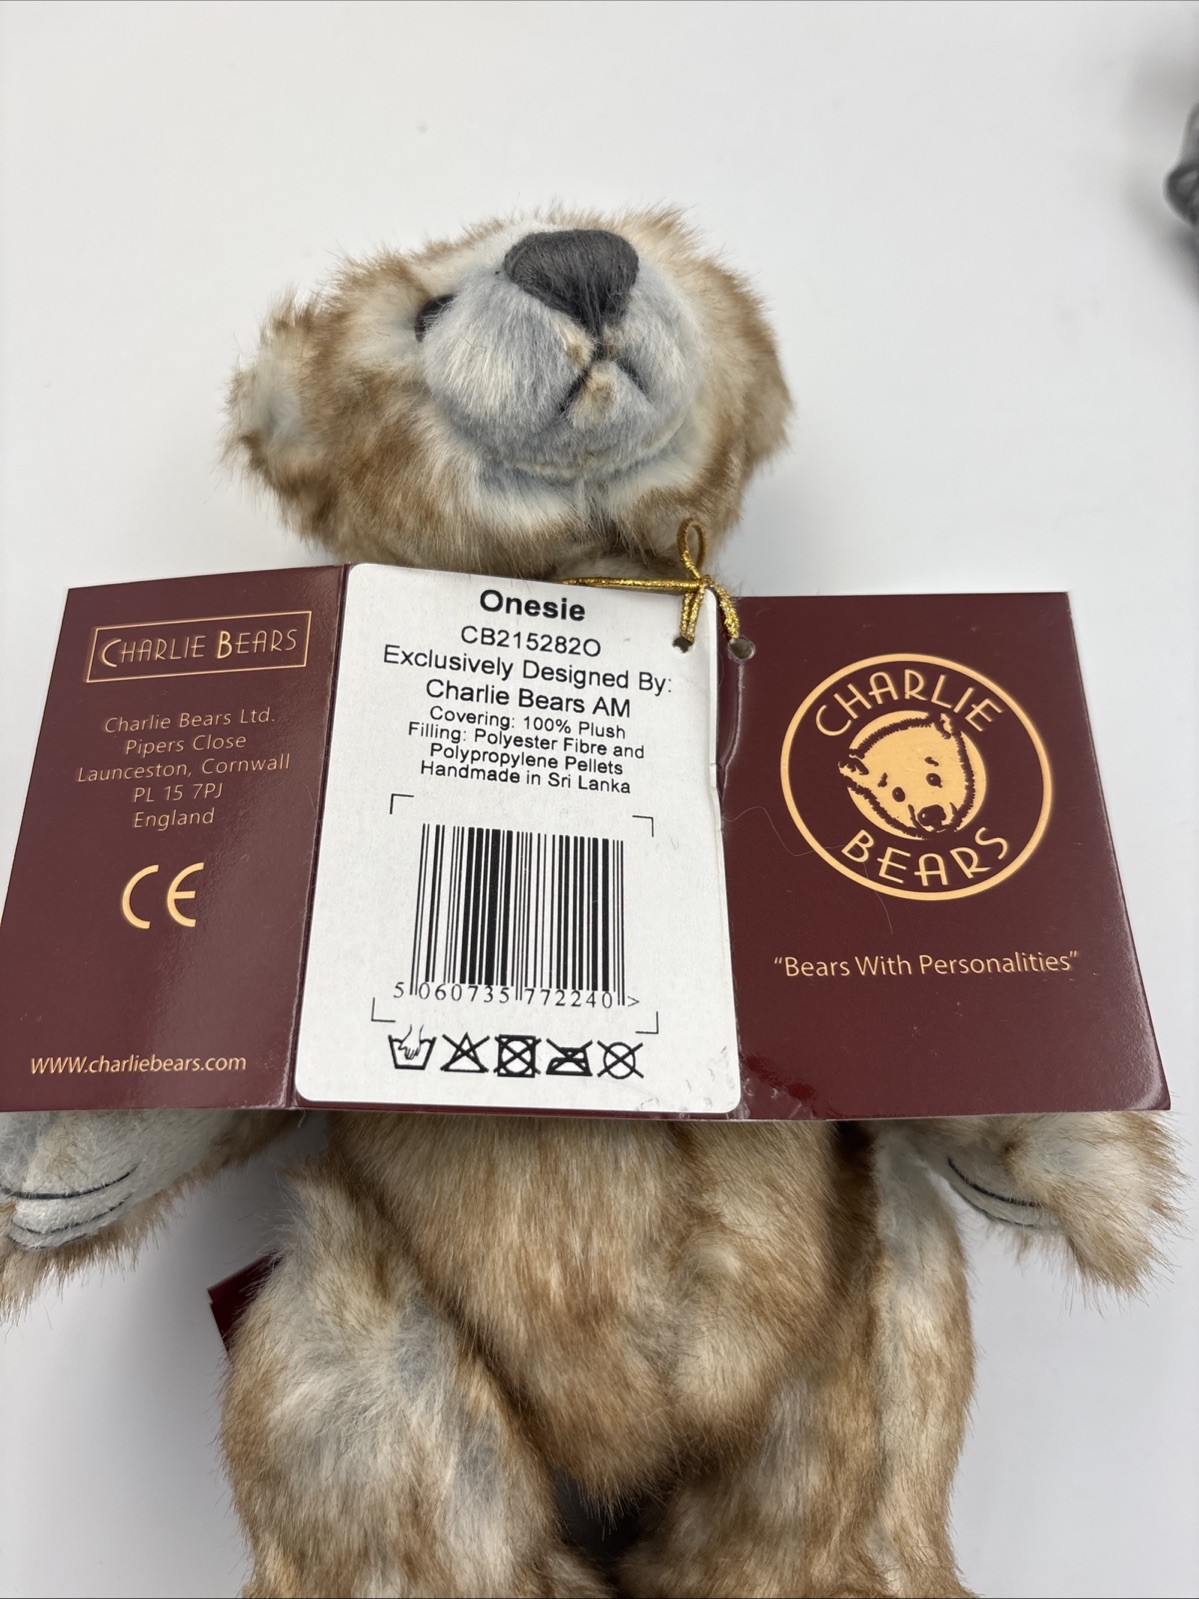 CHARLIE BEARS
Charlie Bears Ltd.
Pipers Close
Launceston, Cornwall
PL 15 7PJ
England
CE
www.charliebears.com
Onesie
CB215282O
Exclusively Designed By:
Charlie Bears AM
Covering: 100% Plush
Filling: Polyester Fibre and
Polypropylene Pellets
Handmade in Sri Lanka
5 060735 772240 >
CHARLIE
BEARS
“Bears With Personalities”